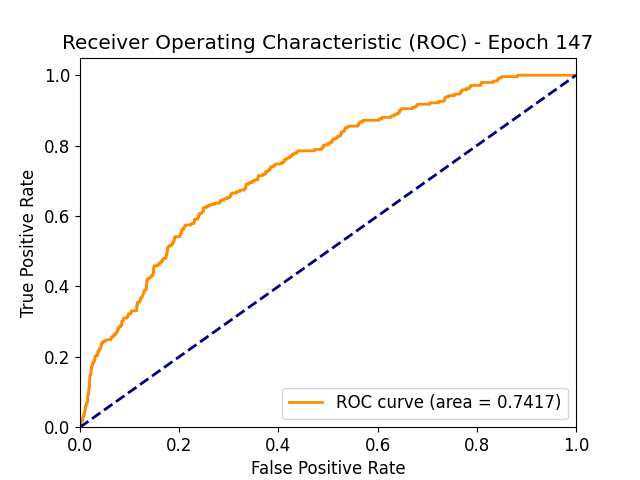 Receiver Operating Characteristic (ROC) - Epoch 147
True Positive Rate
1.0
0.8
0.6
0.4
0.2
0.0
ROC curve (area = 0.7417)
0.0 0.2 0.4 0.6 0.8 1.0
False Positive Rate